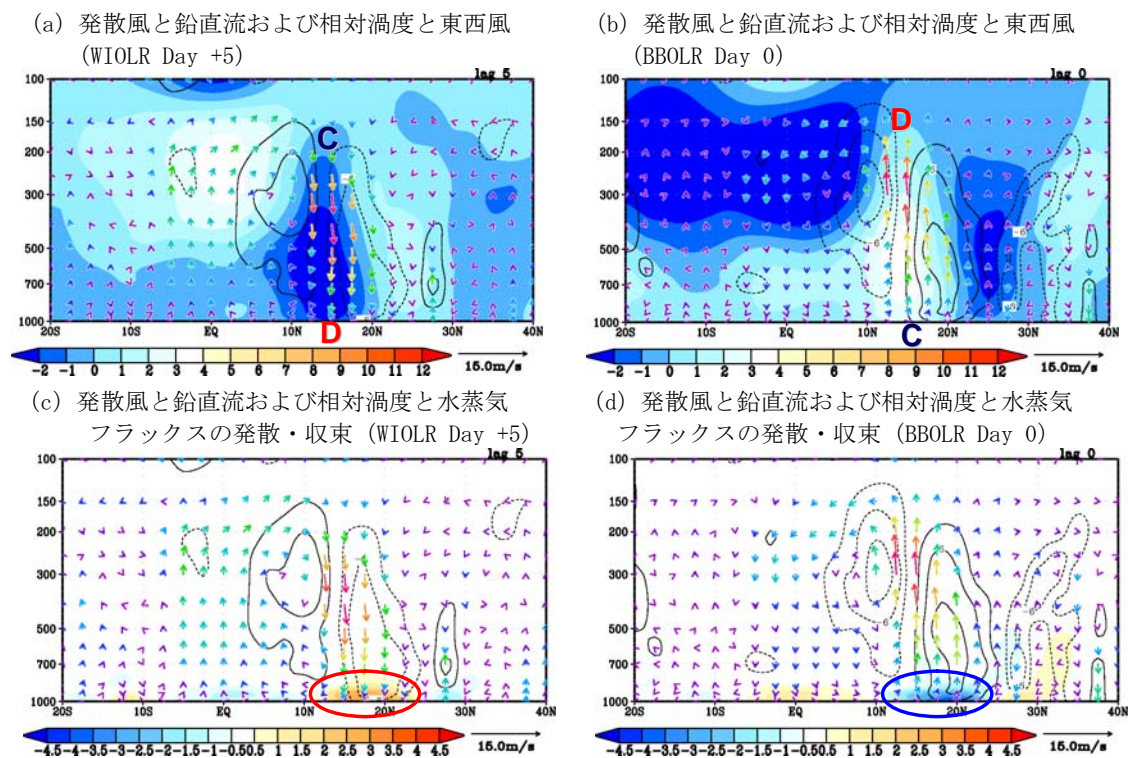 (a) 発散風と鉛直流および相対渦度と東西風
(WIOLR Day +5)
lag 5
100
150
200
300
500
700
1000
C
D
20S 10S EQ 10N 20N 30N 40N
-2 -1 0 1 2 3 4 5 6 7 8 9 10 11 12
15.0m/s
(b) 発散風と鉛直流および相対渦度と東西風
(BBOLR Day 0)
lag 0
100
150
200
300
500
700
1000
D
-6
-6
C
20S 10S EQ 10N 20N 30N 40N
-2 -1 0 1 2 3 4 5 6 7 8 9 10 11 12
15.0m/s
(c) 発散風と鉛直流および相対渦度と水蒸気
フラックスの発散・収束 (WIOLR Day +5)
lag 5
100
150
200
300
500
700
1000
20S 10S EQ 10N 20N 30N 40N
-4.5 -4 -3.5 -3 -2.5 -2 -1.5 -1 -0.5 0.5 1 1.5 2 2.5 3 3.5 4 4.5
15.0m/s
(d) 発散風と鉛直流および相対渦度と水蒸気
フラックスの発散・収束 (BBOLR Day 0)
lag 0
100
150
200
300
500
700
1000
-6
6
20S 10S EQ 10N 20N 30N 40N
-4.5 -4 -3.5 -3 -2.5 -2 -1.5 -1 -0.5 0.5 1 1.5 2 2.5 3 3.5 4 4.5
15.0m/s